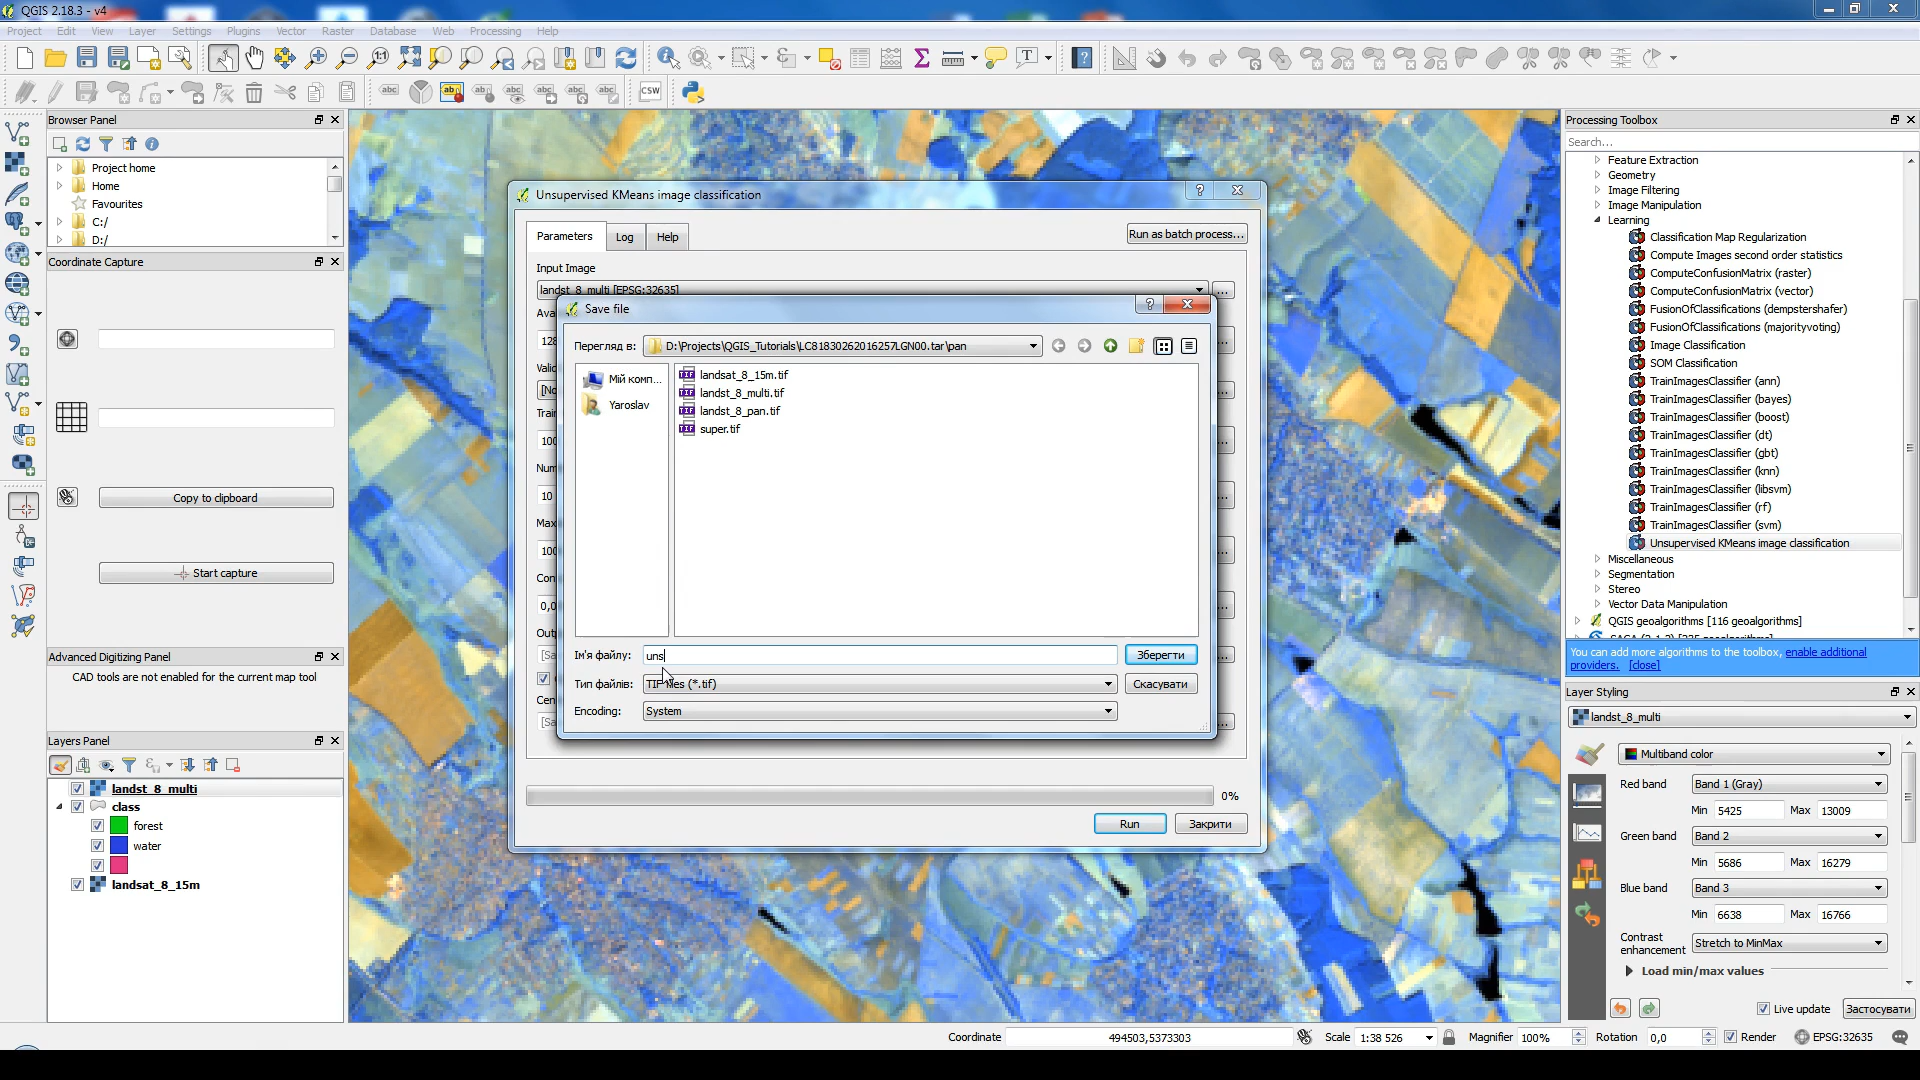 QGIS 2.18.3 - v4
Project Edit View Layer Settings Plugins Vector Raster Database Web Processing Help
Browser Panel
Project home
Home
Favourites
C:/
D:/
Coordinate Capture
Copy to clipboard
Start capture
Advanced Digitizing Panel
CAD tools are not enabled for the current map tool
Layers Panel
landst_8_multi
class
forest
water
landsat_8_15m
Unsupervised KMeans image classification
Parameters Log Help
Run as batch process...
Input Image
landst_8_multi [EPSG:32635]
Save file
Перегляд в: D:\Projects\QGIS_Tutorials\LC81830262016257LGN00.tar\pan
Мій комп...
Yaroslav
landsat_8_15m.tif
landst_8_multi.tif
landst_8_pan.tif
super.tif
Ім'я файлу: uns
Зберегти
Тип файлів: TIF files (*.tif)
Скасувати
Encoding: System
0%
Run
Закрити
Processing Toolbox
Search...
Feature Extraction
Geometry
Image Filtering
Image Manipulation
Learning
Classification Map Regularization
Compute Images second order statistics
ComputeConfusionMatrix (raster)
ComputeConfusionMatrix (vector)
FusionOfClassifications (dempstershafer)
FusionOfClassifications (majorityvoting)
Image Classification
SOM Classification
TrainImagesClassifier (ann)
TrainImagesClassifier (bayes)
TrainImagesClassifier (boost)
TrainImagesClassifier (dt)
TrainImagesClassifier (gbt)
TrainImagesClassifier (knn)
TrainImagesClassifier (libsvm)
TrainImagesClassifier (rf)
TrainImagesClassifier (svm)
Unsupervised KMeans image classification
Miscellaneous
Segmentation
Stereo
Vector Data Manipulation
QGIS geoalgorithms [116 geoalgorithms]
You can add more algorithms to the toolbox, enable additional
providers. [close]
Layer Styling
landst_8_multi
Multiband color
Red band Band 1 (Gray)
Min 5425 Max 13009
Green band Band 2
Min 5686 Max 16279
Blue band Band 3
Min 6638 Max 16766
Contrast
enhancement Stretch to MinMax
Load min/max values
Live update Застосувати
Coordinate 494503,5373303 Scale 1:38 526 Magnifier 100% Rotation 0,0 Render EPSG:32635